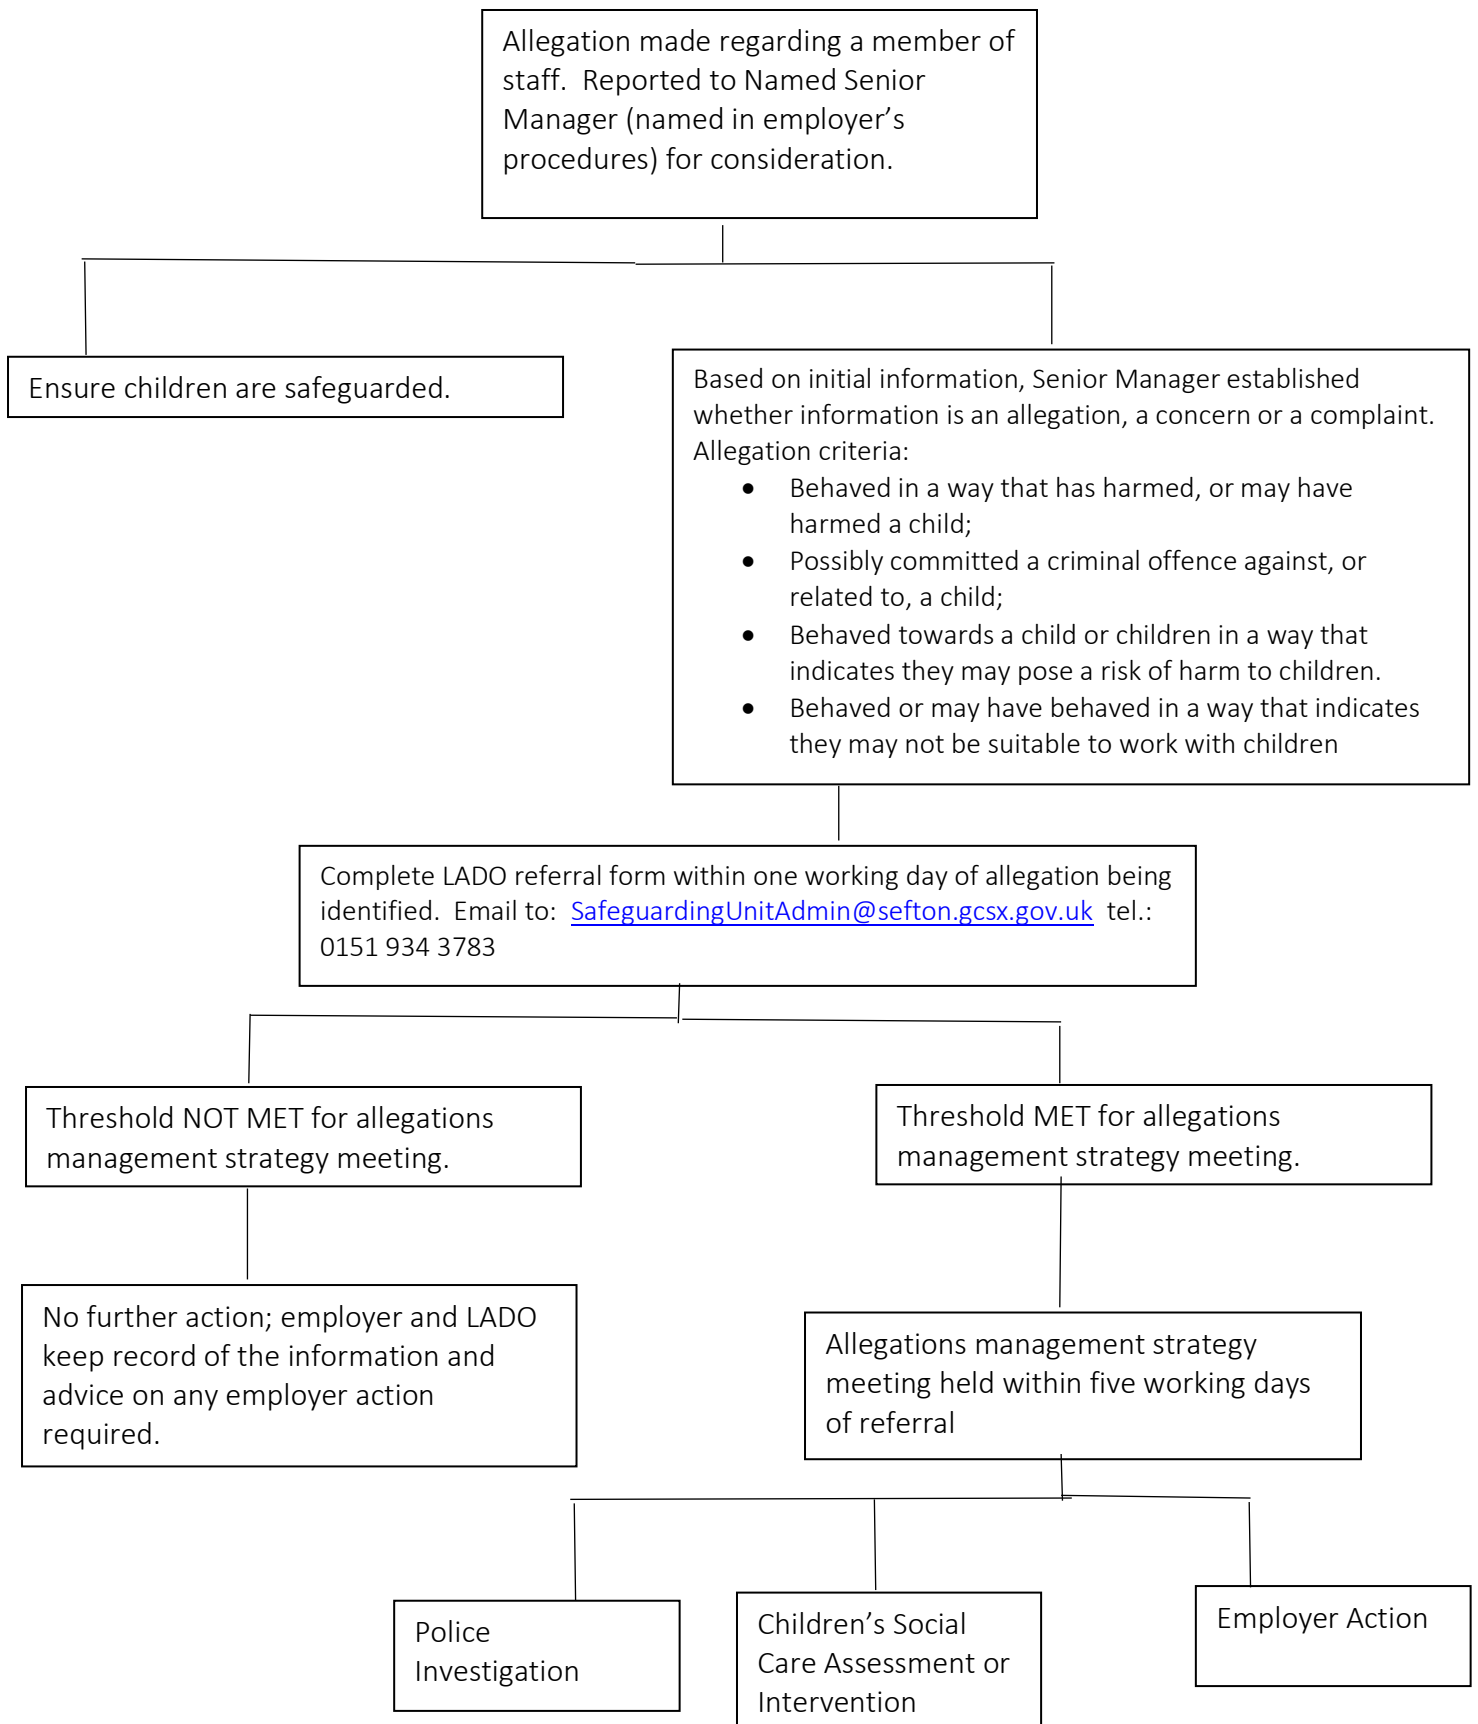 Allegation made regarding a member of
staff.  Reported to Named Senior
Manager (named in employer’s
procedures) for consideration.
Ensure children are safeguarded.
Based on initial information, Senior Manager established
whether information is an allegation, a concern or a complaint.
Allegation criteria:
• Behaved in a way that has harmed, or may have
harmed a child;
• Possibly committed a criminal offence against, or
related to, a child;
• Behaved towards a child or children in a way that
indicates they may pose a risk of harm to children.
• Behaved or may have behaved in a way that indicates
they may not be suitable to work with children
Complete LADO referral form within one working day of allegation being
identified.  Email to:  SafeguardingUnitAdmin@sefton.gcsx.gov.uk  tel.:
0151 934 3783
Threshold NOT MET for allegations
management strategy meeting.
Threshold MET for allegations
management strategy meeting.
No further action; employer and LADO
keep record of the information and
advice on any employer action
required.
Allegations management strategy
meeting held within five working days
of referral
Police
Investigation
Children’s Social
Care Assessment or
Intervention
Employer Action